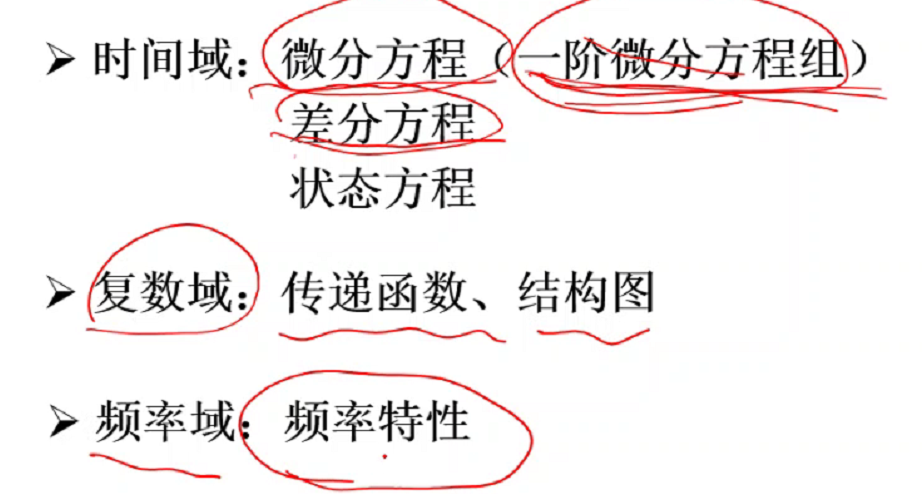 ➢ 时间域：微分方程（一阶微分方程组）
差分方程
状态方程
➢ 复数域：传递函数、结构图
➢ 频率域：频率特性